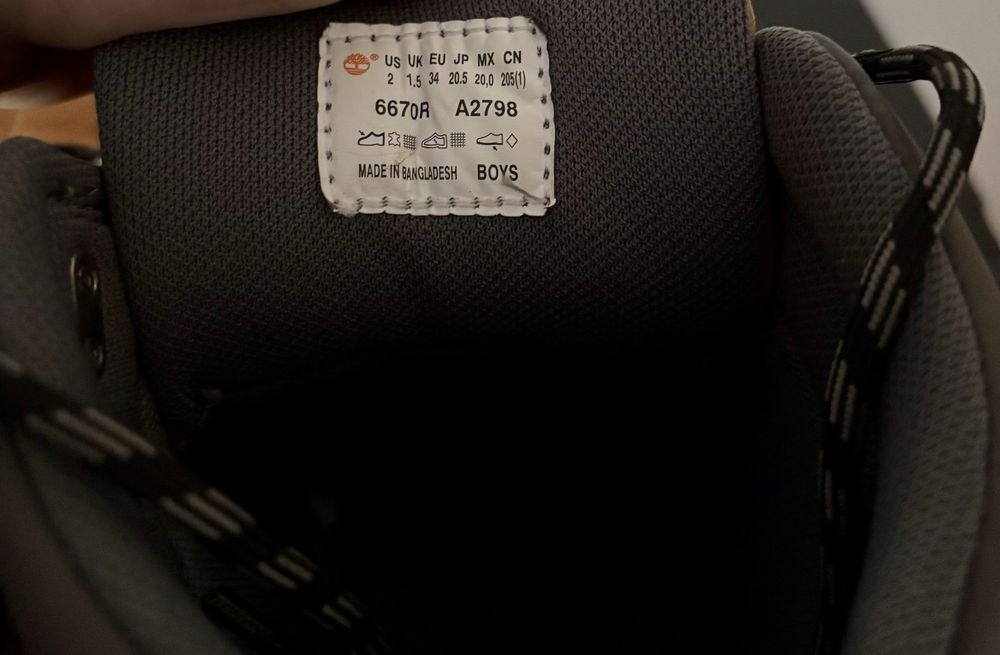 ® US UK EU JP MX CN
2 1.5 34 20.5 20,0 205(1)
6670R A2798
MADE IN BANGLADESH BOYS